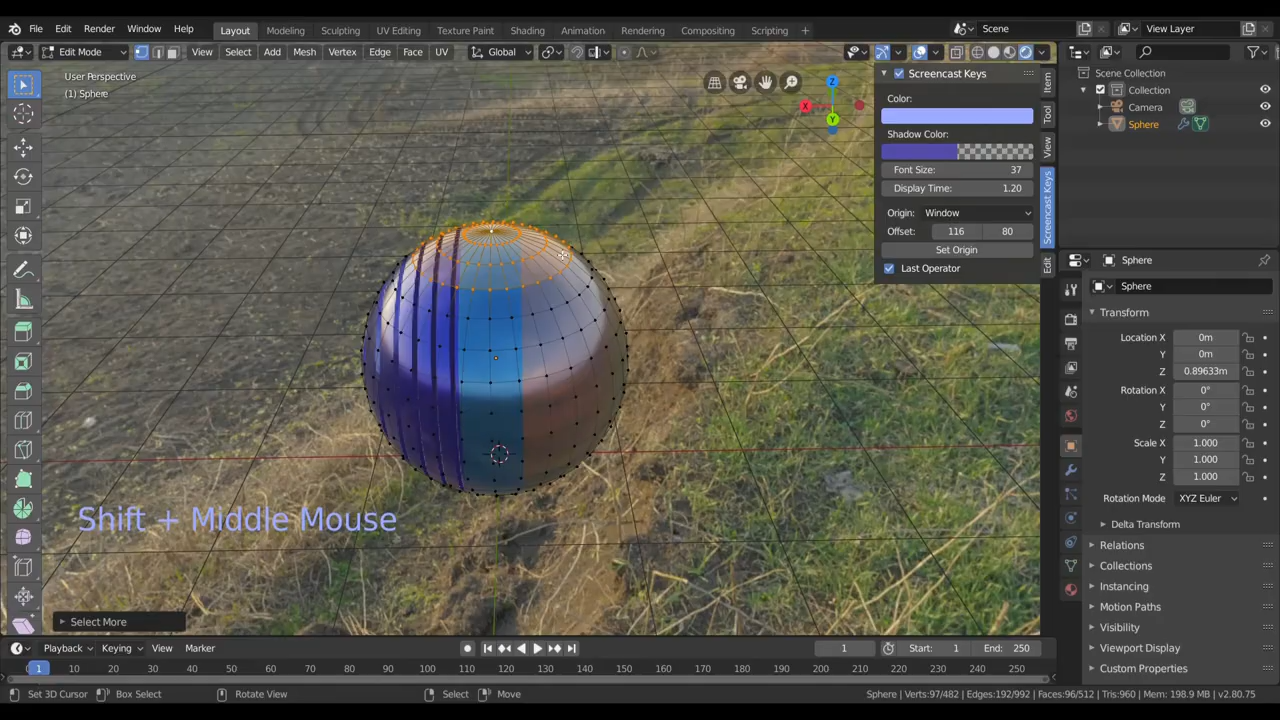 File Edit Render Window Help
Layout Modeling Sculpting UV Editing Texture Paint Shading Animation Rendering Compositing Scripting +
Scene
View Layer
Edit Mode View Select Add Mesh Vertex Edge Face UV Global
User Perspective
(1) Sphere
X Y Z
Screencast Keys
Color:
Shadow Color:
Font Size: 37
Display Time: 1.20
Origin: Window
Offset: 116 80
Set Origin
Last Operator
Item
Tool
View
Screencast Keys
Edit
Scene Collection
Collection
Camera
Sphere
Sphere
Sphere
Transform
Location X 0m
Y 0m
Z 0.89633m
Rotation X 0°
Y 0°
Z 0°
Scale X 1.000
Y 1.000
Z 1.000
Rotation Mode XYZ Euler
Delta Transform
Relations
Collections
Instancing
Motion Paths
Visibility
Viewport Display
Custom Properties
Shift + Middle Mouse
Select More
Playback Keying View Marker
1 Start: 1 End: 250
1 10 20 30 40 50 60 70 80 90 100 110 120 130 140 150 160 170 180 190 200 210 220 230 240 250
Set 3D Cursor Box Select Rotate View Select Move Sphere | Verts:97/482 | Edges:192/992 | Faces:96/512 | Tris:960 | Mem: 198.9 MB | v2.80.75